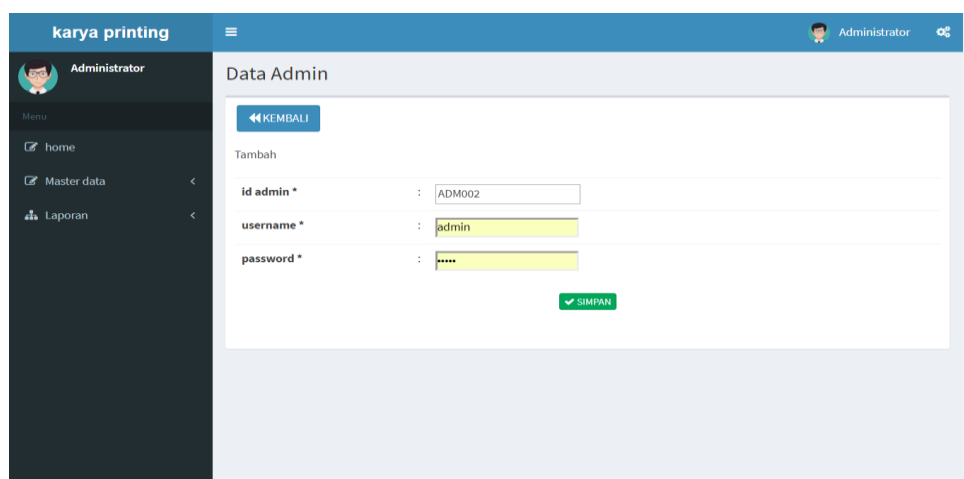 karya printing
Administrator
Administrator
Menu
home
Master data
Laporan
Data Admin
KEMBALI
Tambah
id admin * : ADM002
username * : admin
password * : •••••
SIMPAN